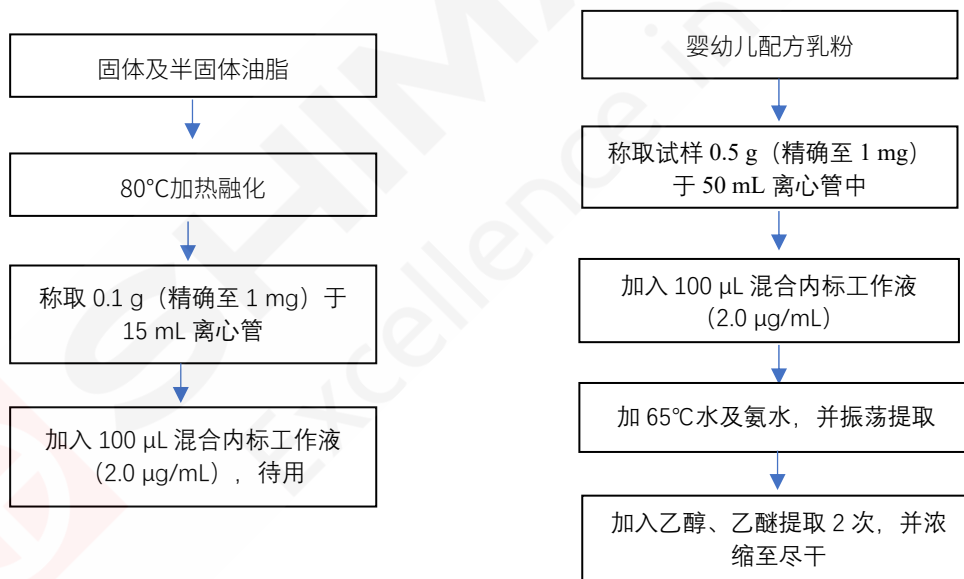 固体及半固体油脂
80℃加热融化
称取 0.1 g（精确至 1 mg）于
15 mL 离心管
加入 100 μL 混合内标工作液
（2.0 μg/mL），待用
婴幼儿配方乳粉
称取试样 0.5 g（精确至 1 mg）
于 50 mL 离心管中
加入 100 μL 混合内标工作液
（2.0 μg/mL）
加 65℃水及氨水，并振荡提取
加入乙醇、乙醚提取 2 次，并浓
缩至尽干
SHIM
Excellence in